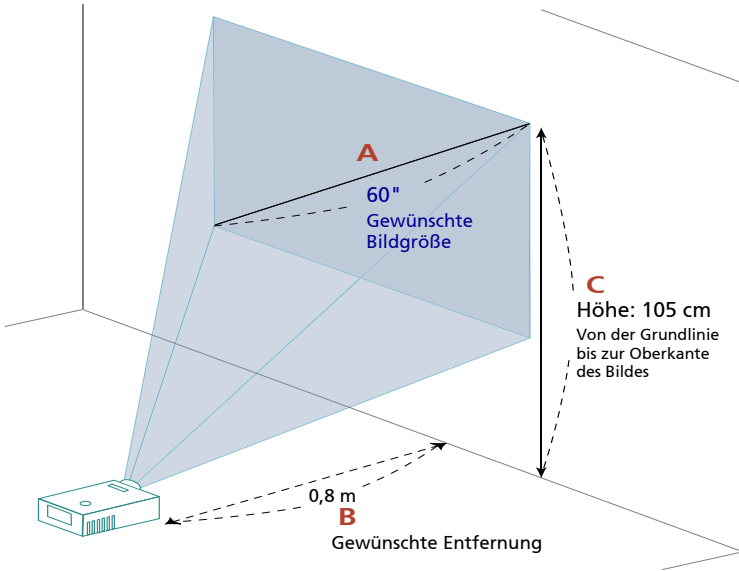 A
60"
Gewünschte
Bildgröße
C
Höhe: 105 cm
Von der Grundlinie
bis zur Oberkante
des Bildes
0,8 m
B
Gewünschte Entfernung